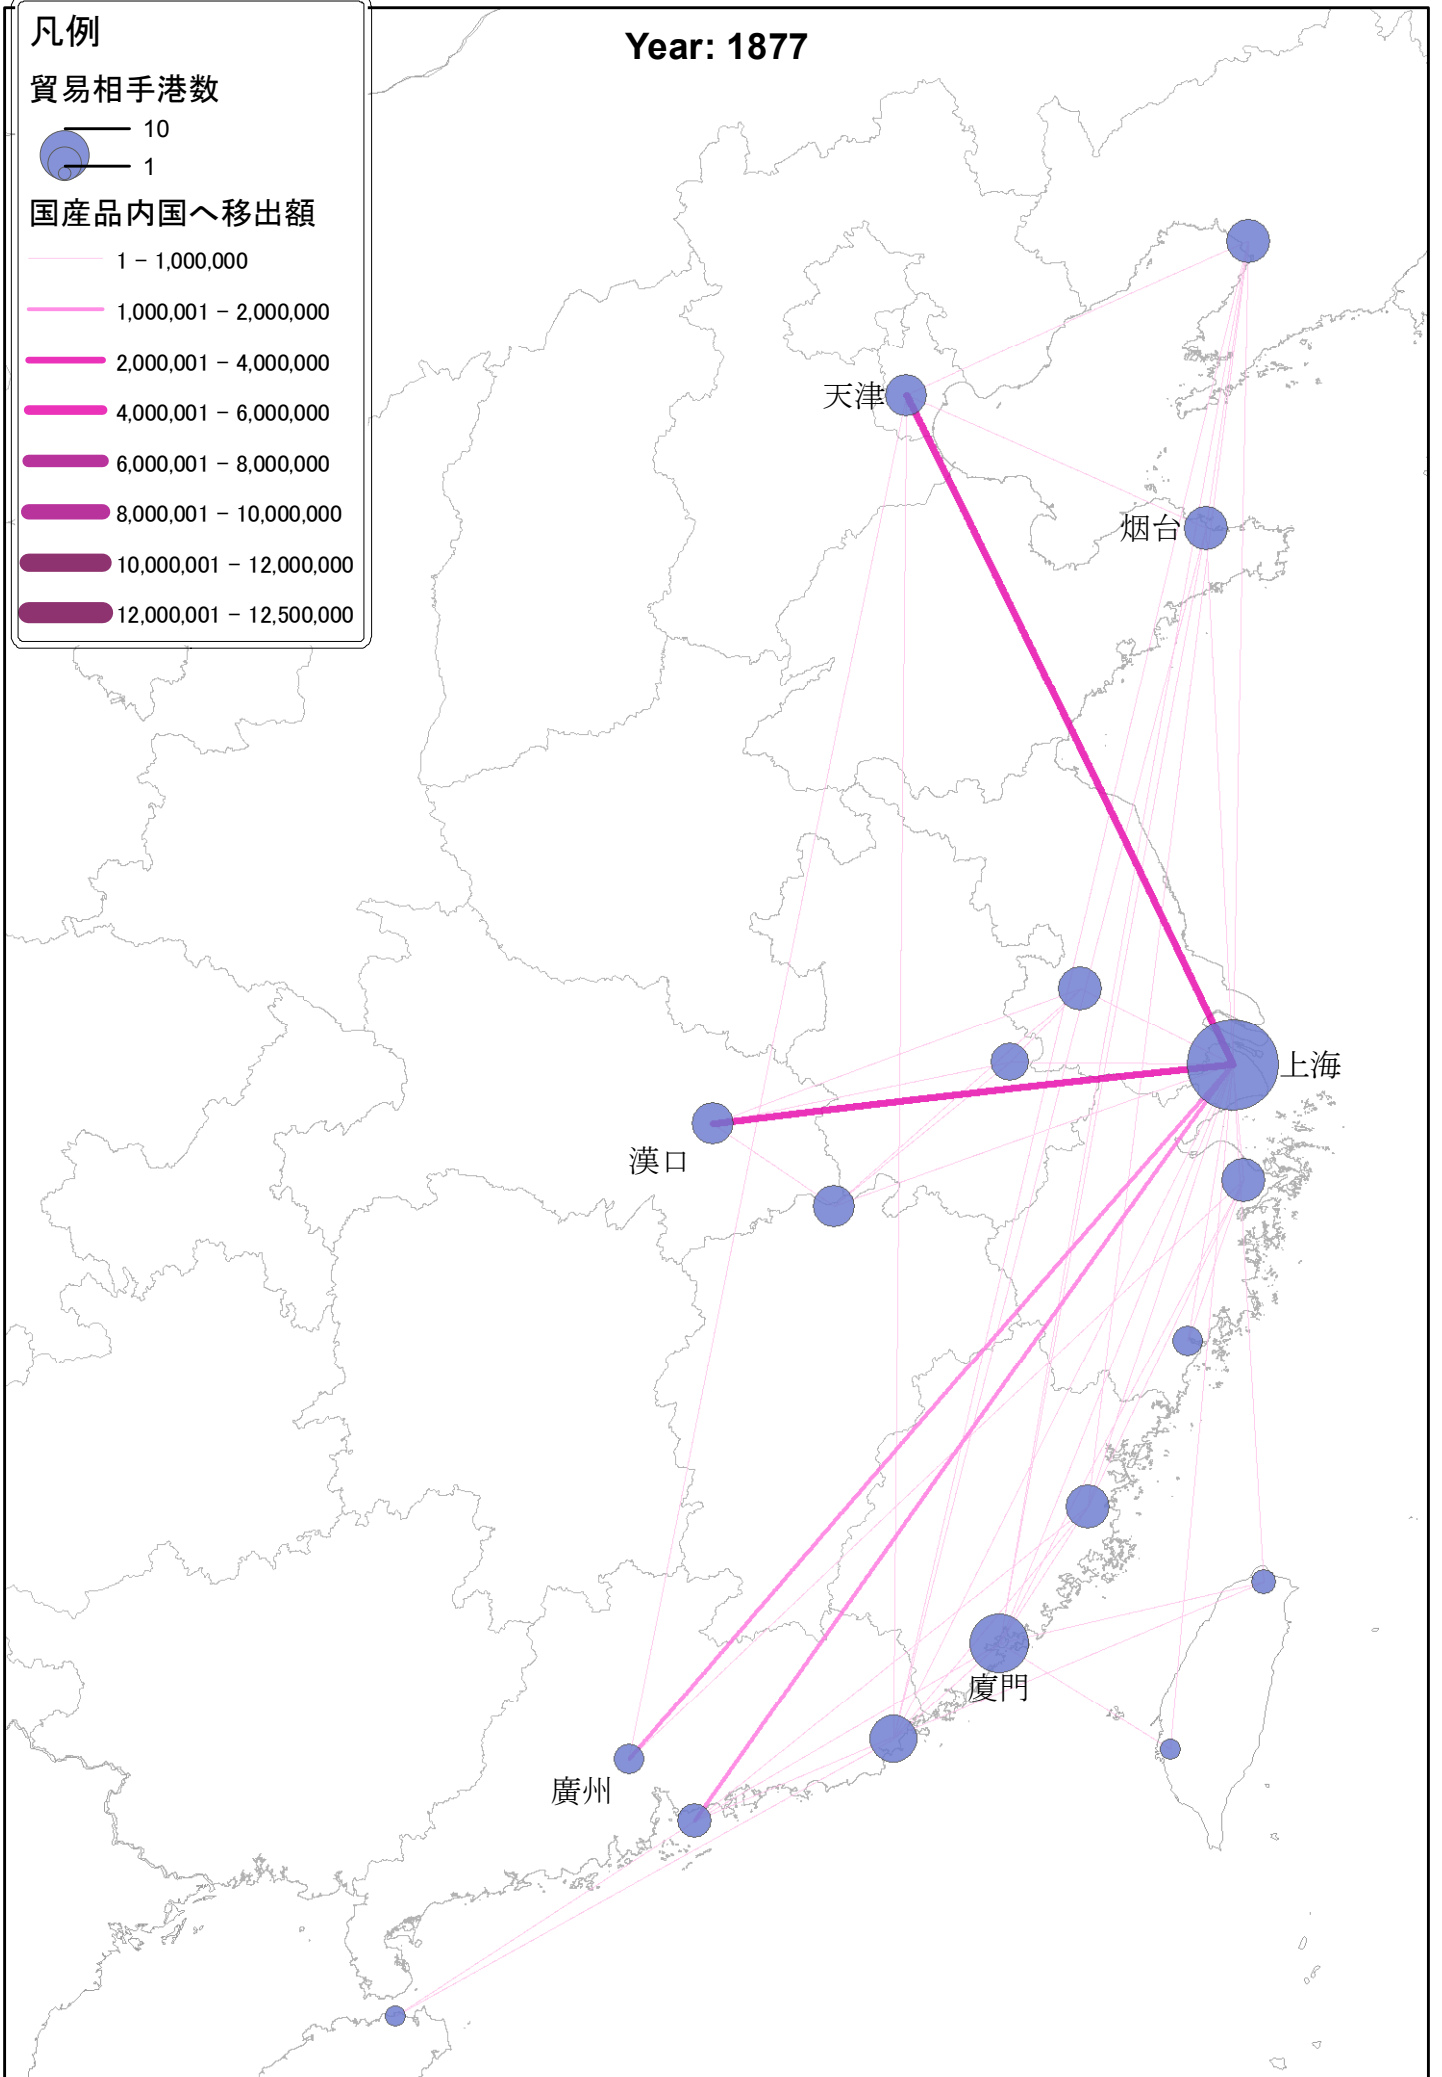 凡例
Year: 1877
貿易相手港数
10
1
国産品内国へ移出額
1 – 1,000,000
1,000,001 – 2,000,000
2,000,001 – 4,000,000
4,000,001 – 6,000,000
6,000,001 – 8,000,000
8,000,001 – 10,000,000
10,000,001 – 12,000,000
12,000,001 – 12,500,000
天津
烟台
上海
漢口
廈門
廣州